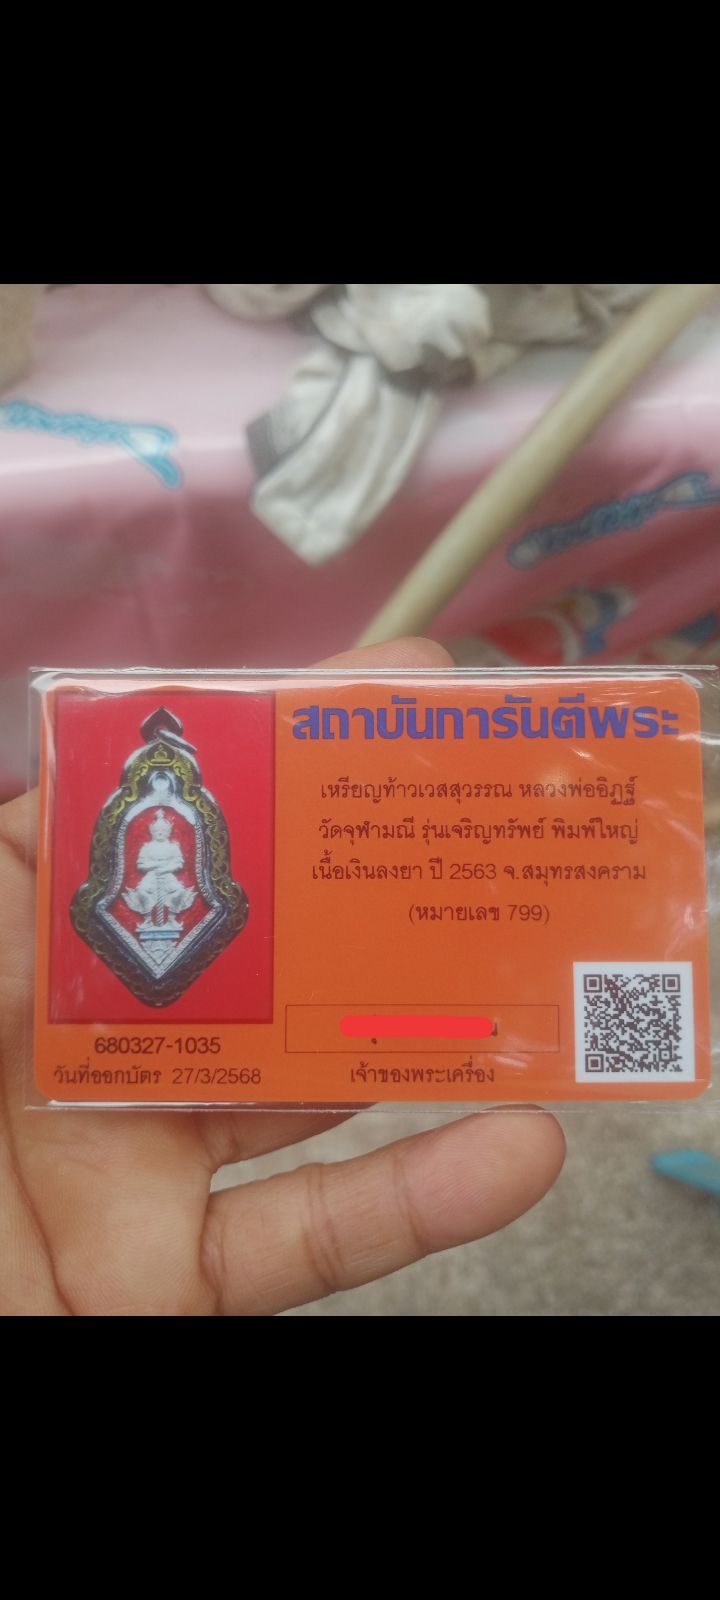 สถาบันการันตีพระ
เหรียญท้าวเวสสุวรรณ หลวงพ่ออิฏฐ์
วัดจุฬามณี รุ่นเจริญทรัพย์ พิมพ์ใหญ่
เนื้อเงินลงยา ปี 2563 จ.สมุทรสงคราม
(หมายเลข 799)
680327-1035
วันที่ออกบัตร 27/3/2568
เจ้าของพระเครื่อง